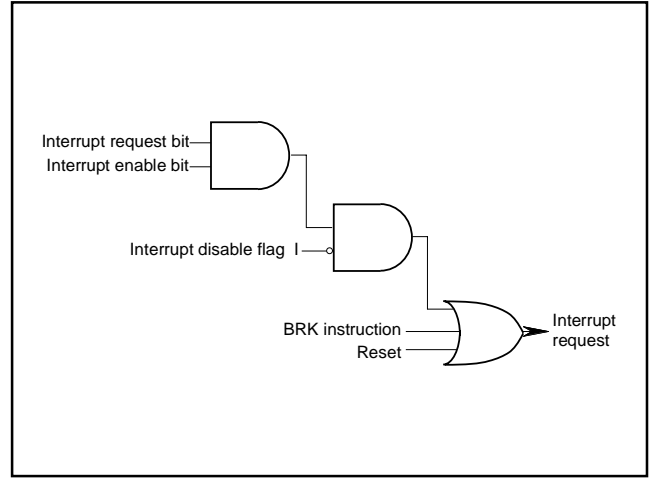 Interrupt request bit
Interrupt enable bit
Interrupt disable flag I
BRK instruction
Reset
Interrupt
request